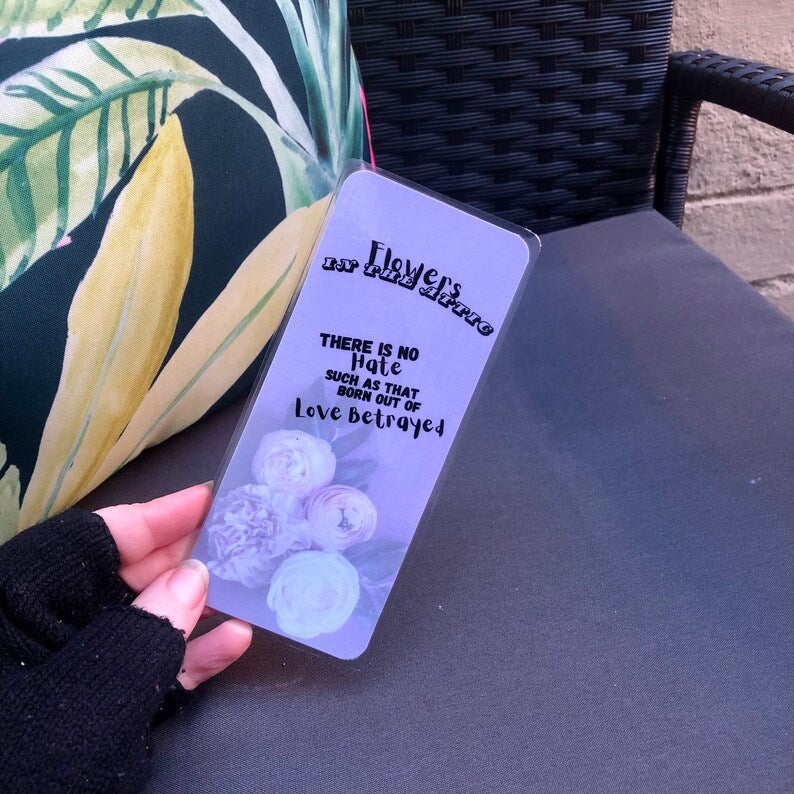 Flowers
IN THE ATTIC
THERE IS NO
Hate
SUCH AS THAT
BORN OUT OF
Love Betrayed